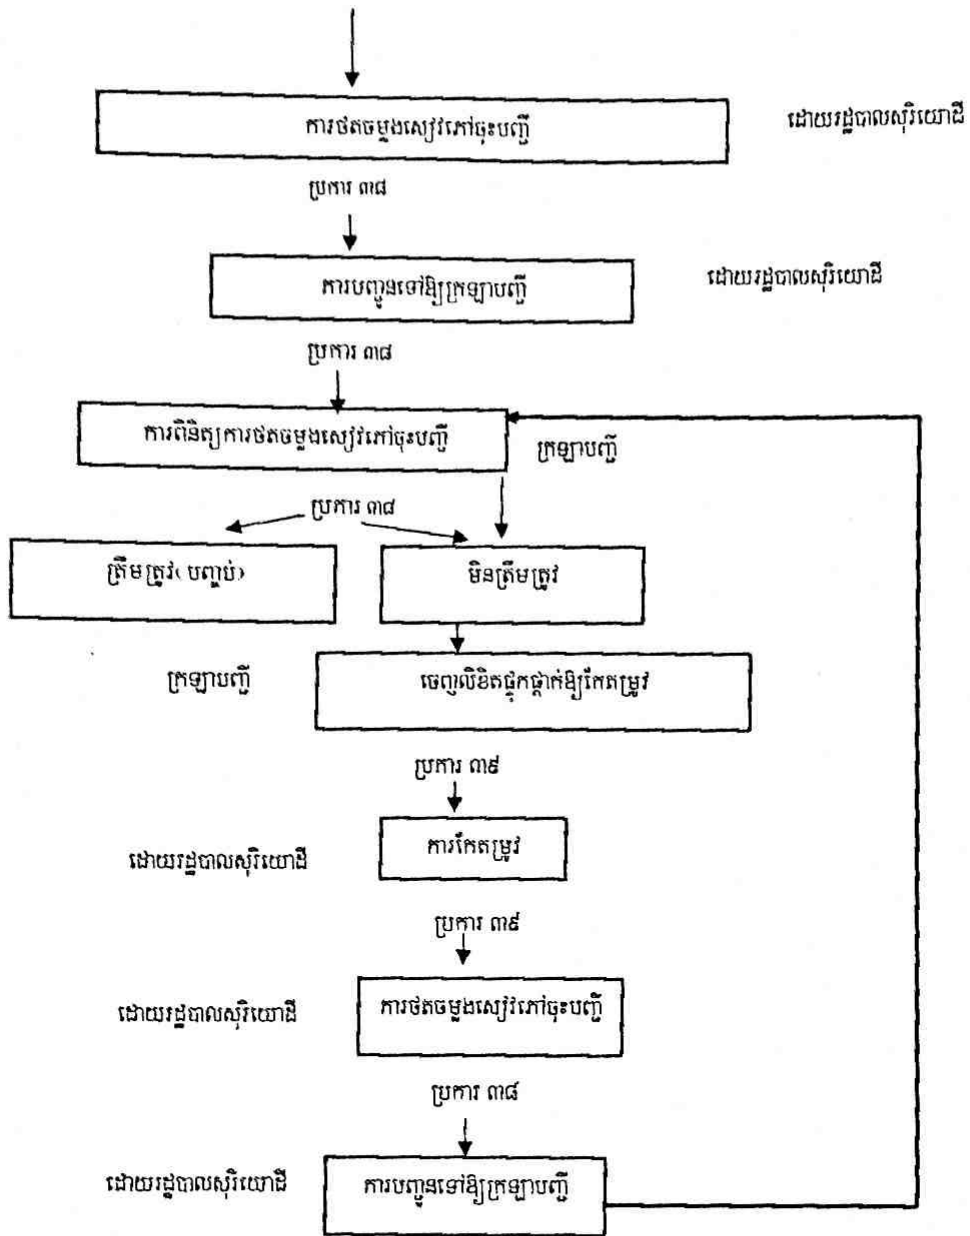 ការថតចម្លងសៀវភៅចុះបញ្ជី
ដោយរដ្ឋបាលសុរិយោដី
ប្រការ ៣៨
ការបញ្ជូនទៅឱ្យក្រឡាបញ្ជី
ដោយរដ្ឋបាលសុរិយោដី
ប្រការ ៣៨
ការពិនិត្យការថតចម្លងសៀវភៅចុះបញ្ជី
ក្រឡាបញ្ជី
ប្រការ ៣៨
ត្រឹមត្រូវ(បញ្ចប់)
មិនត្រឹមត្រូវ
ក្រឡាបញ្ជី
ចេញលិខិតផ្ទុកផ្តាក់ឱ្យកែតម្រូវ
ប្រការ ៣៩
ការកែតម្រូវ
ដោយរដ្ឋបាលសុរិយោដី
ប្រការ ៣៩
ការថតចម្លងសៀវភៅចុះបញ្ជី
ដោយរដ្ឋបាលសុរិយោដី
ប្រការ ៣៨
ដោយរដ្ឋបាលសុរិយោដី
ការបញ្ជូនទៅឱ្យក្រឡាបញ្ជី